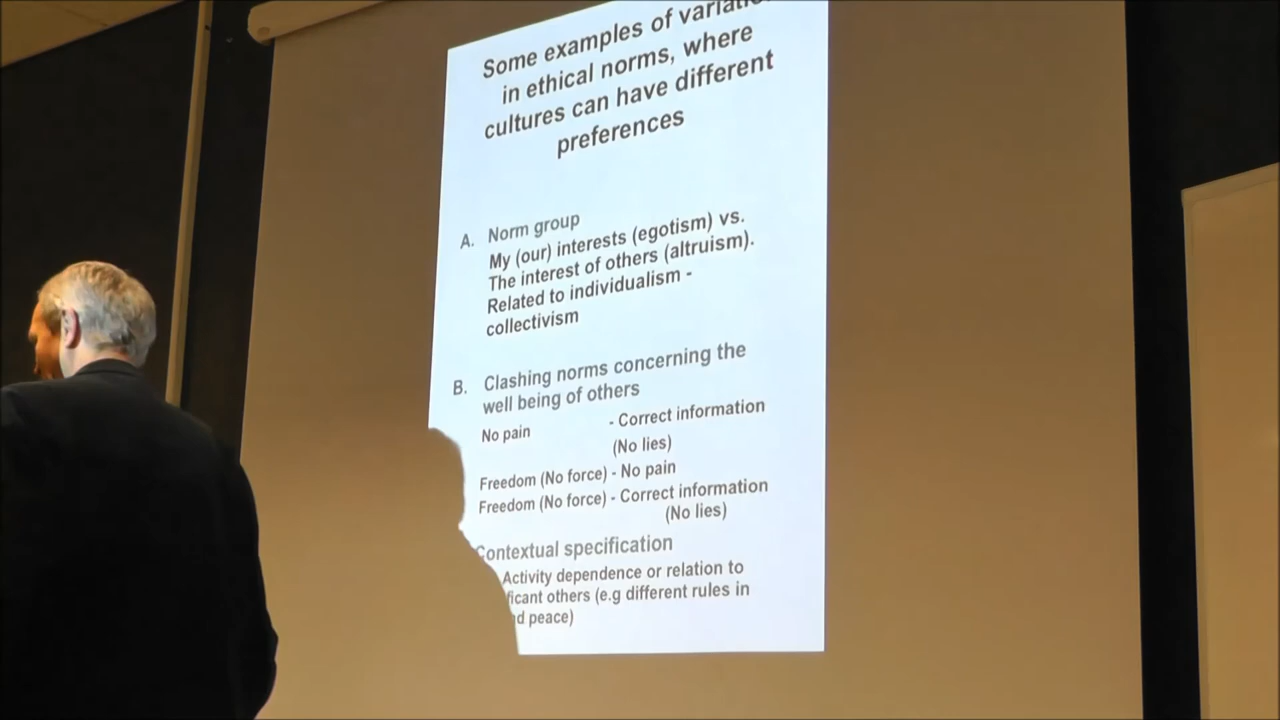 Some examples of
in ethical norms, where
cultures can have different
preferences
A. Norm group
My (our) interests (egotism) vs.
The interest of others (altruism).
Related to individualism -
collectivism
B. Clashing norms concerning the
well being of others
No pain - Correct information
(No lies)
Freedom (No force) - No pain
Freedom (No force) - Correct information
(No lies)
Contextual specification
Activity dependence or relation to
others (e.g different rules in
peace)